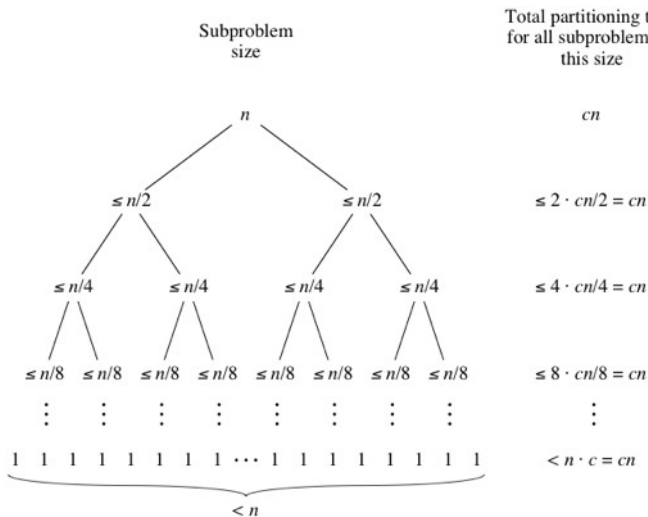 Subproblem
size
Total partitioning t
for all subproblem
this size
n
cn
≤ n/2 ≤ n/2
≤ 2 · cn/2 = cn
≤ n/4 ≤ n/4 ≤ n/4 ≤ n/4
≤ 4 · cn/4 = cn
≤ n/8 ≤ n/8 ≤ n/8 ≤ n/8 ≤ n/8 ≤ n/8 ≤ n/8 ≤ n/8
≤ 8 · cn/8 = cn
⋮ ⋮ ⋮ ⋮ ⋮ ⋮ ⋮ ⋮
⋮
1 1 1 1 1 1 1 1 ⋯ 1 1 1 1 1 1 1 1
< n · c = cn
< n